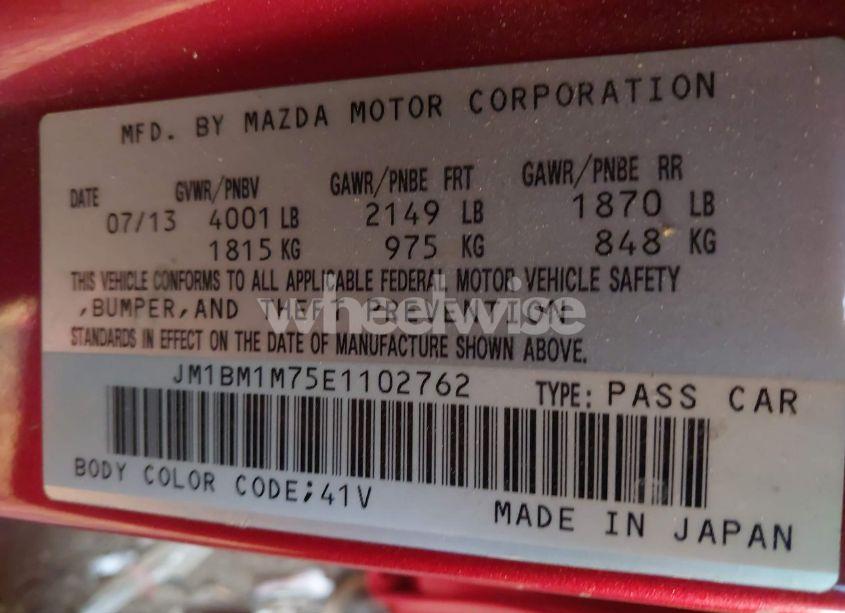 MFD. BY MAZDA MOTOR CORPORATION
DATE GVWR/PNBV GAWR/PNBE FRT GAWR/PNBE RR
07/13 4001 LB 2149 LB 1870 LB
1815 KG 975 KG 848 KG
THIS VEHICLE CONFORMS TO ALL APPLICABLE FEDERAL MOTOR VEHICLE SAFETY
,BUMPER,AND THEFT PREVENTION
wheelwise
STANDARDS IN EFFECT ON THE DATE OF MANUFACTURE SHOWN ABOVE.
JM1BM1M75E1102762 TYPE: PASS CAR
BODY COLOR CODE;41V
MADE IN JAPAN